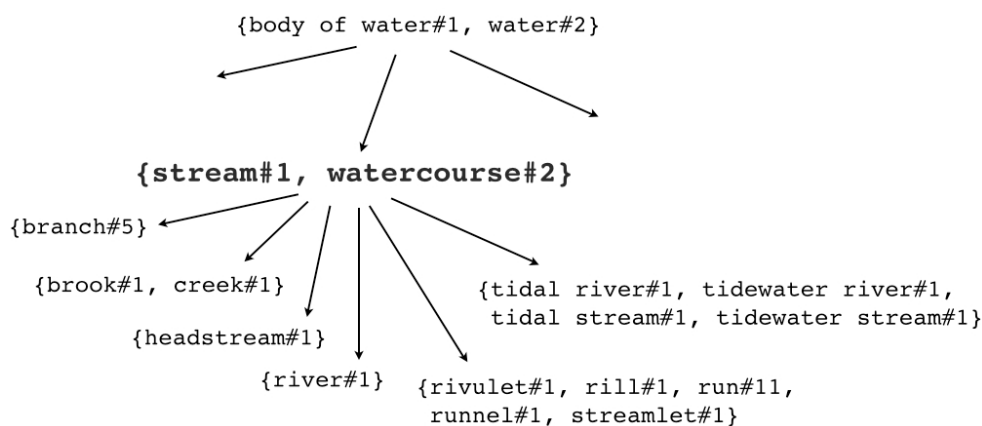 {body of water#1, water#2}
{stream#1, watercourse#2}
{branch#5}
{brook#1, creek#1}
{headstream#1}
{river#1}
{rivulet#1, rill#1, run#11,
runnel#1, streamlet#1}
{tidal river#1, tidewater river#1,
tidal stream#1, tidewater stream#1}